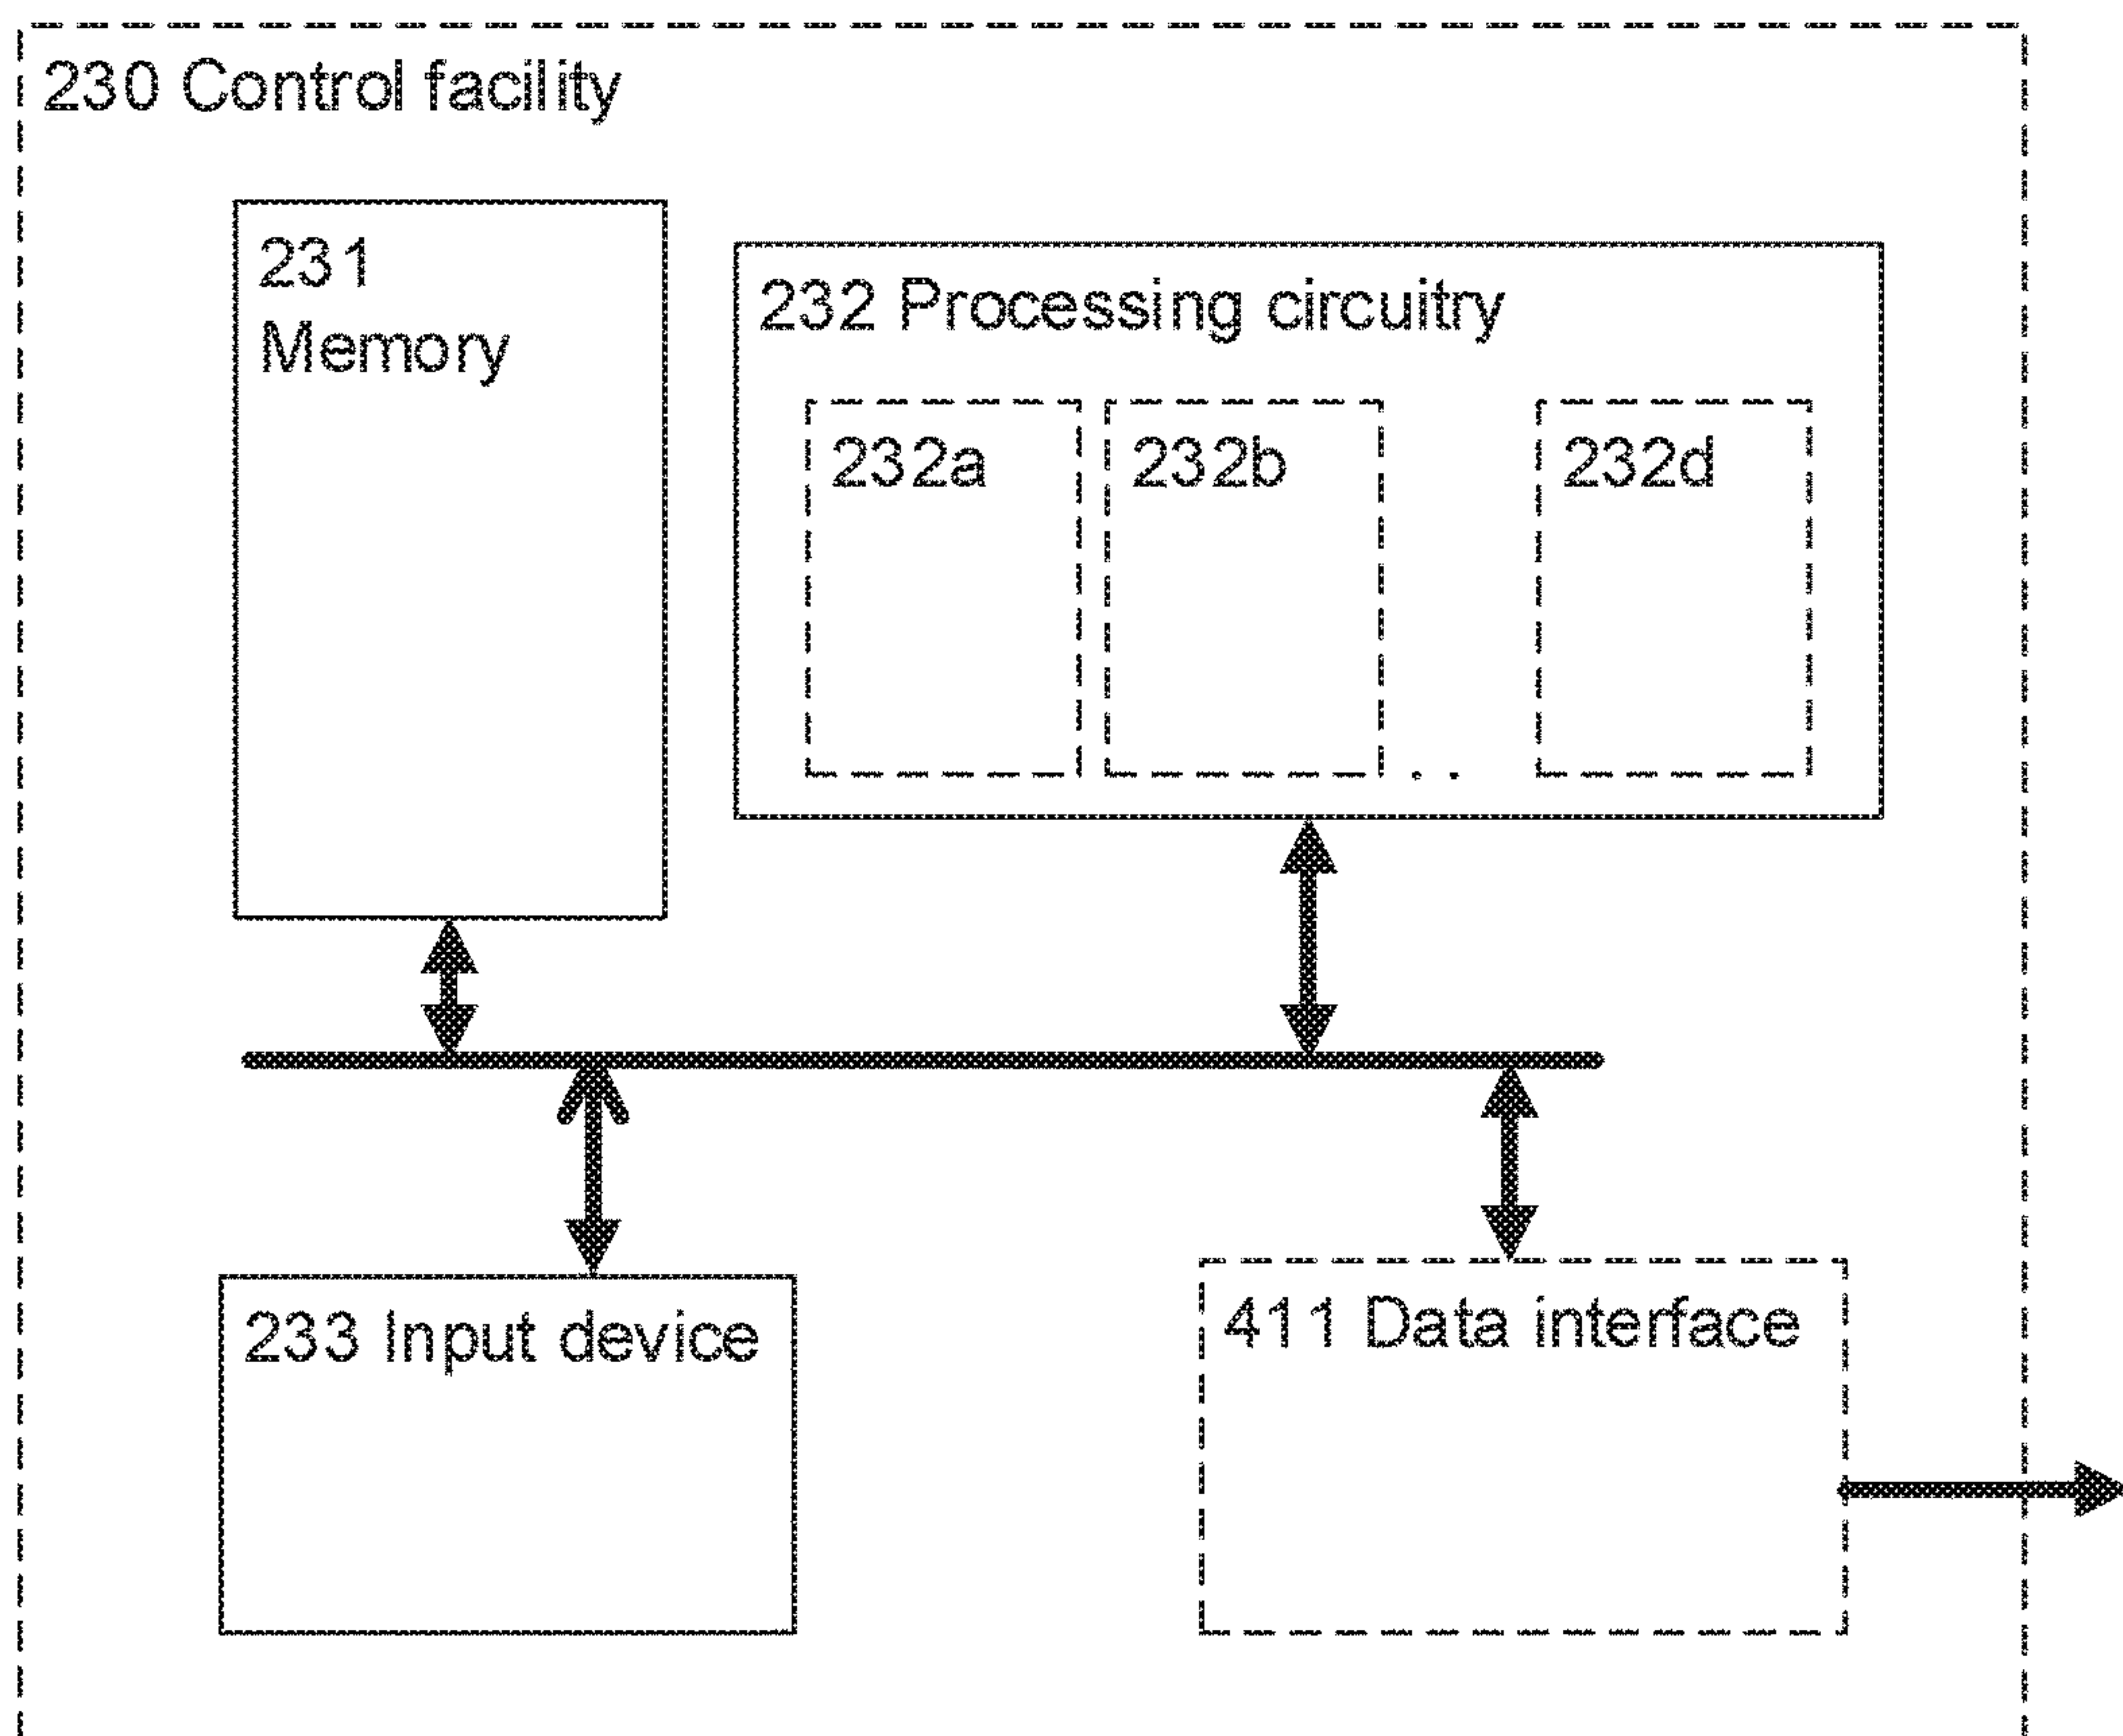 230 Control facility
231
Memory
232 Processing circuitry
232a
232b
. .
232d
233 Input device
411 Data interface